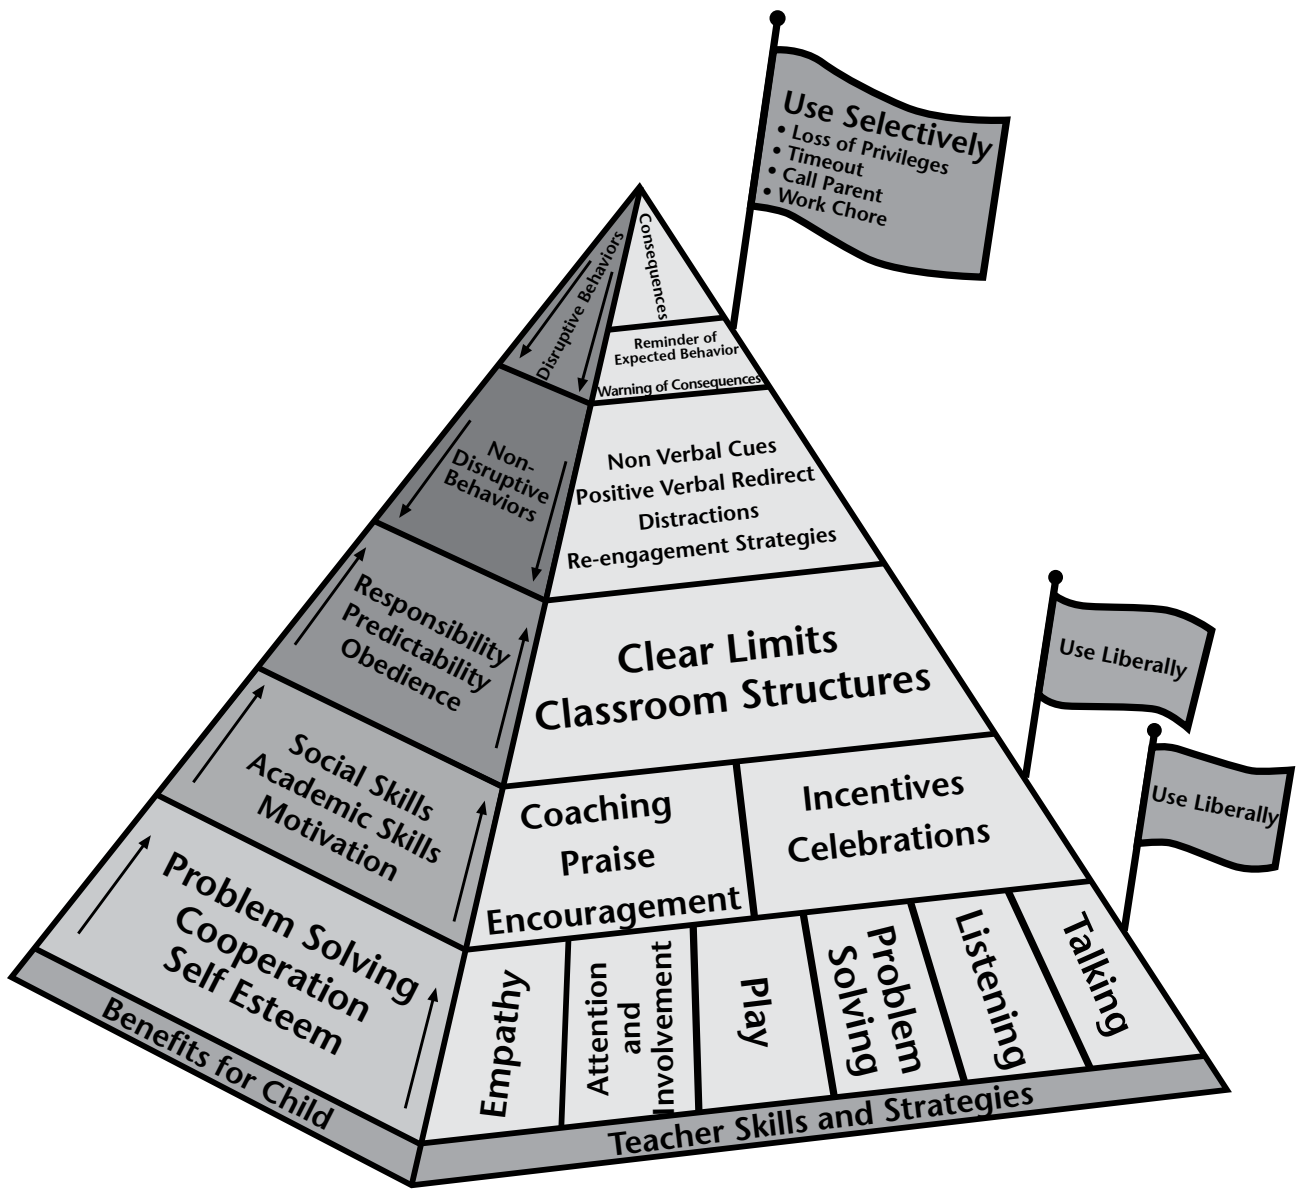 Use Selectively
• Loss of Privileges
• Timeout
• Call Parent
• Work Chore
Disruptive Behaviors
Consequences
Reminder of
Expected Behavior
Warning of Consequences
Non-
Disruptive
Behaviors
Non Verbal Cues
Positive Verbal Redirect
Distractions
Re-engagement Strategies
Responsibility
Predictability
Obedience
Clear Limits
Classroom Structures
Use Liberally
Social Skills
Academic Skills
Motivation
Coaching
Praise
Encouragement
Incentives
Celebrations
Use Liberally
Problem Solving
Cooperation
Self Esteem
Empathy
Attention
and
Involvement
Play
Problem
Solving
Listening
Talking
Benefits for Child
Teacher Skills and Strategies